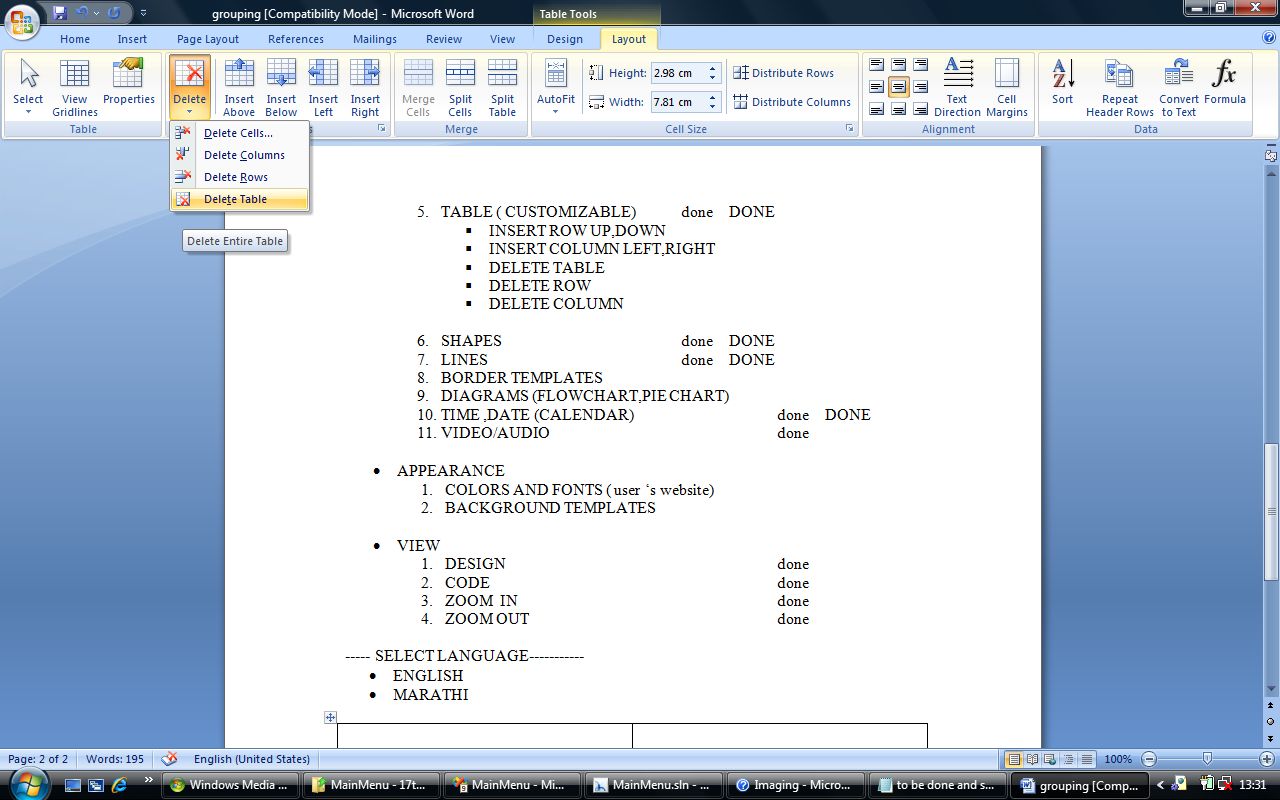 grouping [Compatibility Mode] - Microsoft Word
Table Tools
Home Insert Page Layout References Mailings Review View Design Layout
Select
View Gridlines
Properties
Delete
Insert Above
Insert Below
Insert Left
Insert Right
Merge Cells
Split Cells
Split Table
AutoFit
Height: 2.98 cm
Width: 7.81 cm
Distribute Rows
Distribute Columns
Text Direction
Cell Margins
Sort
Repeat Header Rows
Convert to Text
Formula
Table
Merge
Cell Size
Alignment
Data
Delete Cells...
Delete Columns
Delete Rows
Delete Table
Delete Entire Table
5. TABLE ( CUSTOMIZABLE) done DONE
▪ INSERT ROW UP,DOWN
▪ INSERT COLUMN LEFT,RIGHT
▪ DELETE TABLE
▪ DELETE ROW
▪ DELETE COLUMN
6. SHAPES done DONE
7. LINES done DONE
8. BORDER TEMPLATES
9. DIAGRAMS (FLOWCHART,PIE CHART)
10. TIME ,DATE (CALENDAR) done DONE
11. VIDEO/AUDIO done
• APPEARANCE
1. COLORS AND FONTS ( user ‘s website)
2. BACKGROUND TEMPLATES
• VIEW
1. DESIGN done
2. CODE done
3. ZOOM IN done
4. ZOOM OUT done
----- SELECT LANGUAGE-----------
• ENGLISH
• MARATHI
Page: 2 of 2 Words: 195 English (United States) 100%
Windows Media ... MainMenu - 17t... MainMenu - Mi... MainMenu.sln - ... Imaging - Micros... to be done and s... grouping [Comp... 13:31